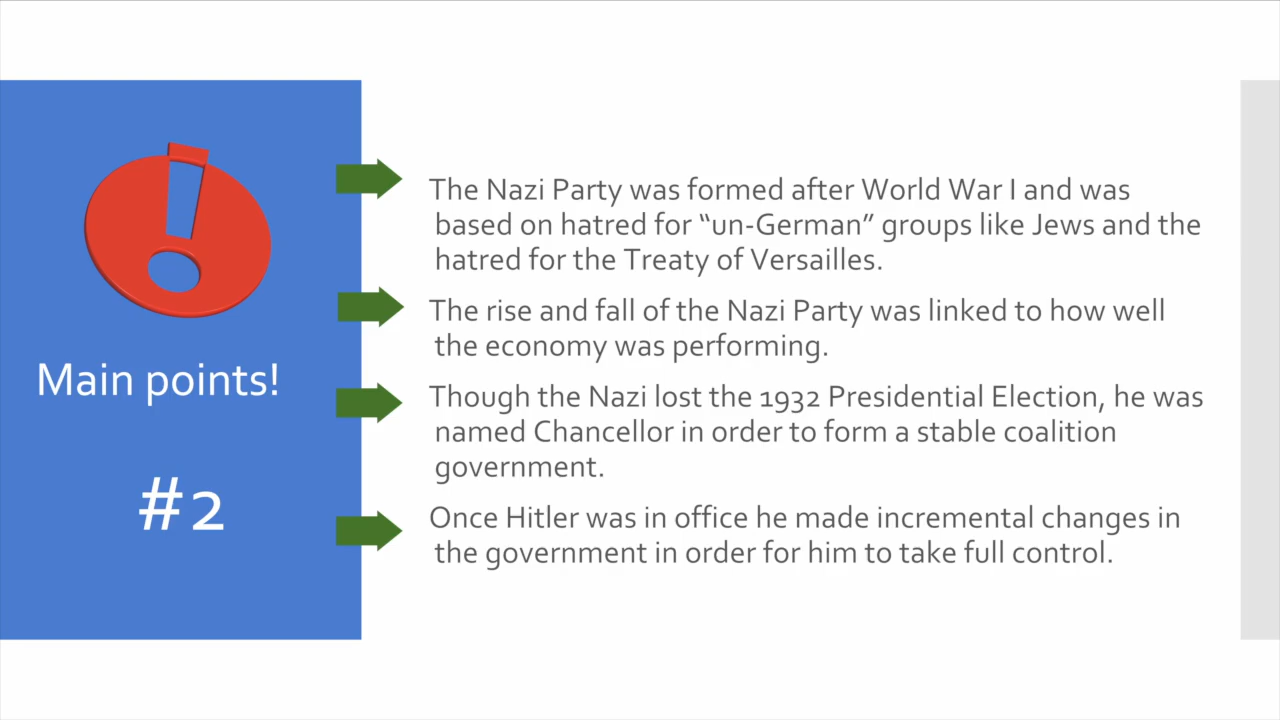 Main points!
#2
The Nazi Party was formed after World War I and was
based on hatred for “un-German” groups like Jews and the
hatred for the Treaty of Versailles.
The rise and fall of the Nazi Party was linked to how well
the economy was performing.
Though the Nazi lost the 1932 Presidential Election, he was
named Chancellor in order to form a stable coalition
government.
Once Hitler was in office he made incremental changes in
the government in order for him to take full control.